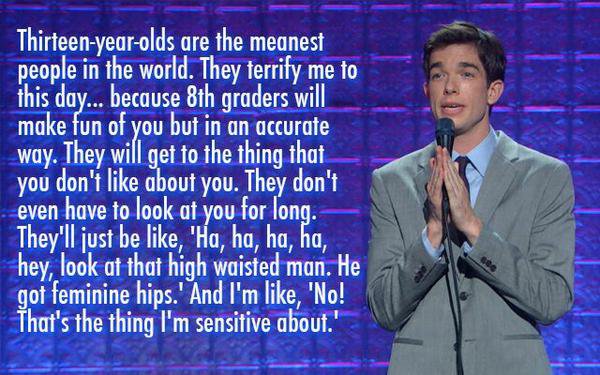 Thirteen-year-olds are the meanest
people in the world. They terrify me to
this day... because 8th graders will
make fun of you but in an accurate
way. They will get to the thing that
you don't like about you. They don't
even have to look at you for long.
They'll just be like, 'Ha, ha, ha, ha,
hey, look at that high waisted man. He
got feminine hips.' And I'm like, 'No!
That's the thing I'm sensitive about.'